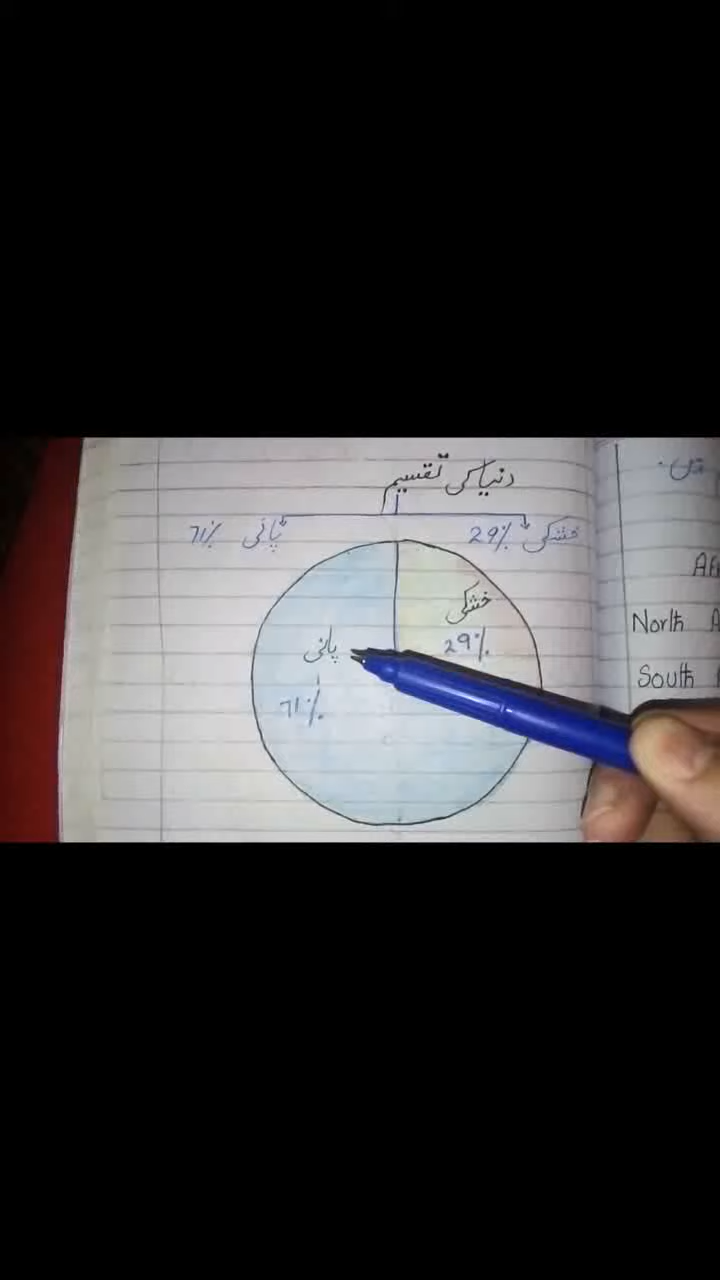 دنیا کی تقسیم
خشکی 29%
پانی 71%
خشکی
29%
پانی
71%
North
South